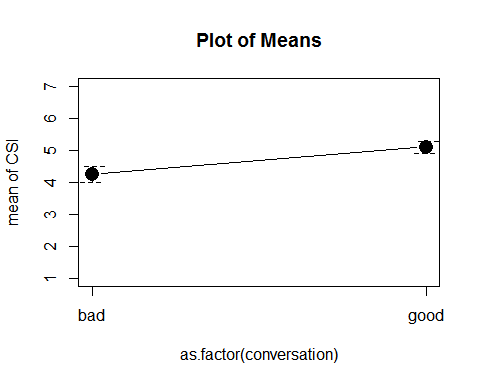 Plot of Means
mean of CSI
7
6
5
4
3
2
1
bad good
as.factor(conversation)